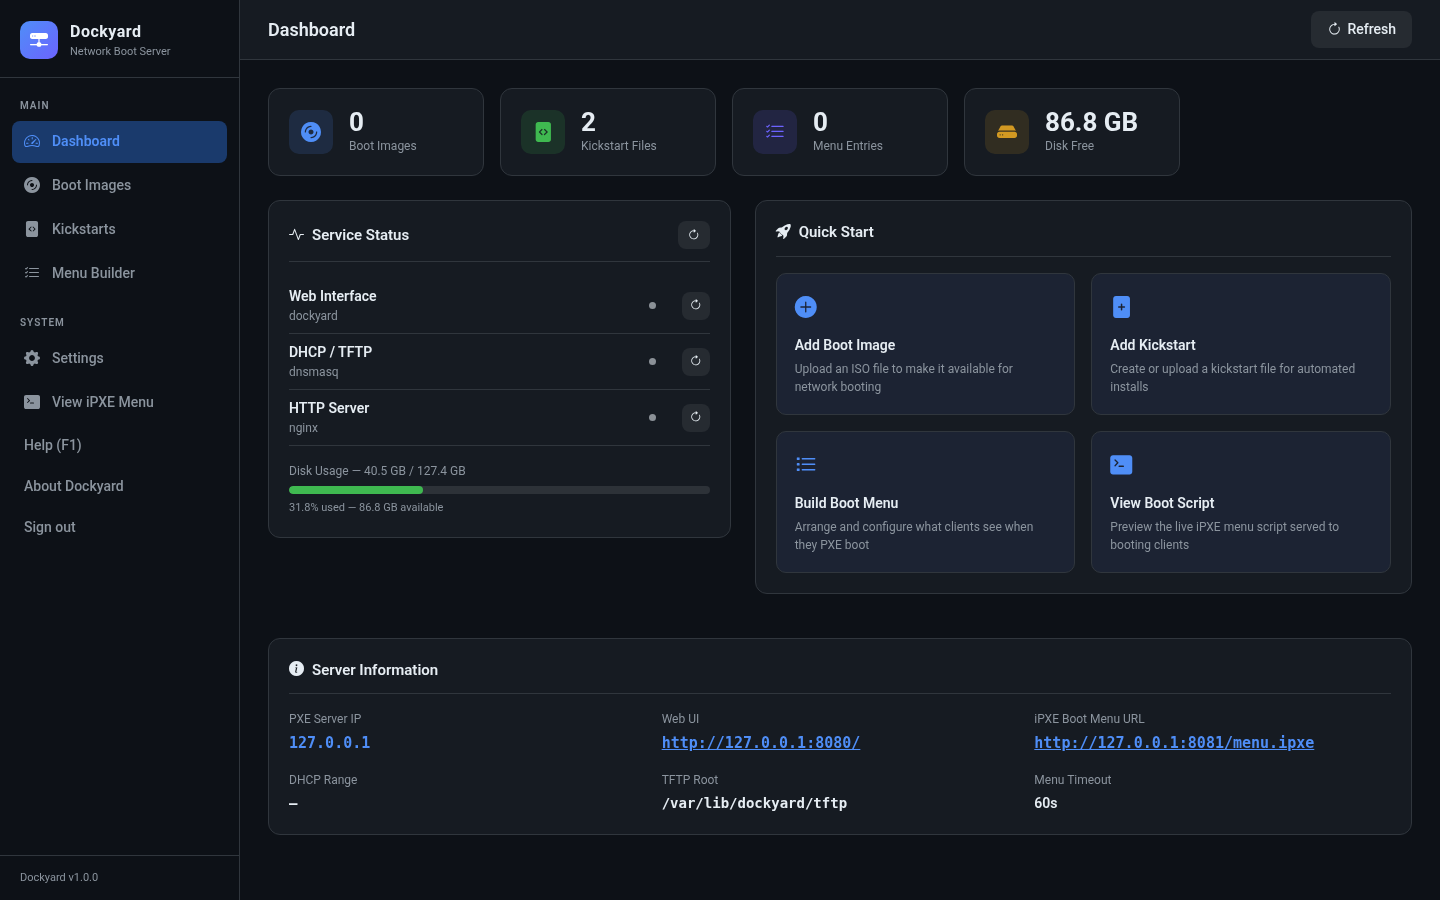 Dockyard
Network Boot Server
MAIN
Dashboard
Boot Images
Kickstarts
Menu Builder
SYSTEM
Settings
View iPXE Menu
Help (F1)
About Dockyard
Sign out
Dockyard v1.0.0
Dashboard
Refresh
0
Boot Images
2
Kickstart Files
0
Menu Entries
86.8 GB
Disk Free
Service Status
Web Interface
dockyard
DHCP / TFTP
dnsmasq
HTTP Server
nginx
Disk Usage — 40.5 GB / 127.4 GB
31.8% used — 86.8 GB available
Quick Start
Add Boot Image
Upload an ISO file to make it available for
network booting
Add Kickstart
Create or upload a kickstart file for automated
installs
Build Boot Menu
Arrange and configure what clients see when
they PXE boot
View Boot Script
Preview the live iPXE menu script served to
booting clients
Server Information
PXE Server IP
127.0.0.1
Web UI
http://127.0.0.1:8080/
iPXE Boot Menu URL
http://127.0.0.1:8081/menu.ipxe
DHCP Range
—
TFTP Root
/var/lib/dockyard/tftp
Menu Timeout
60s